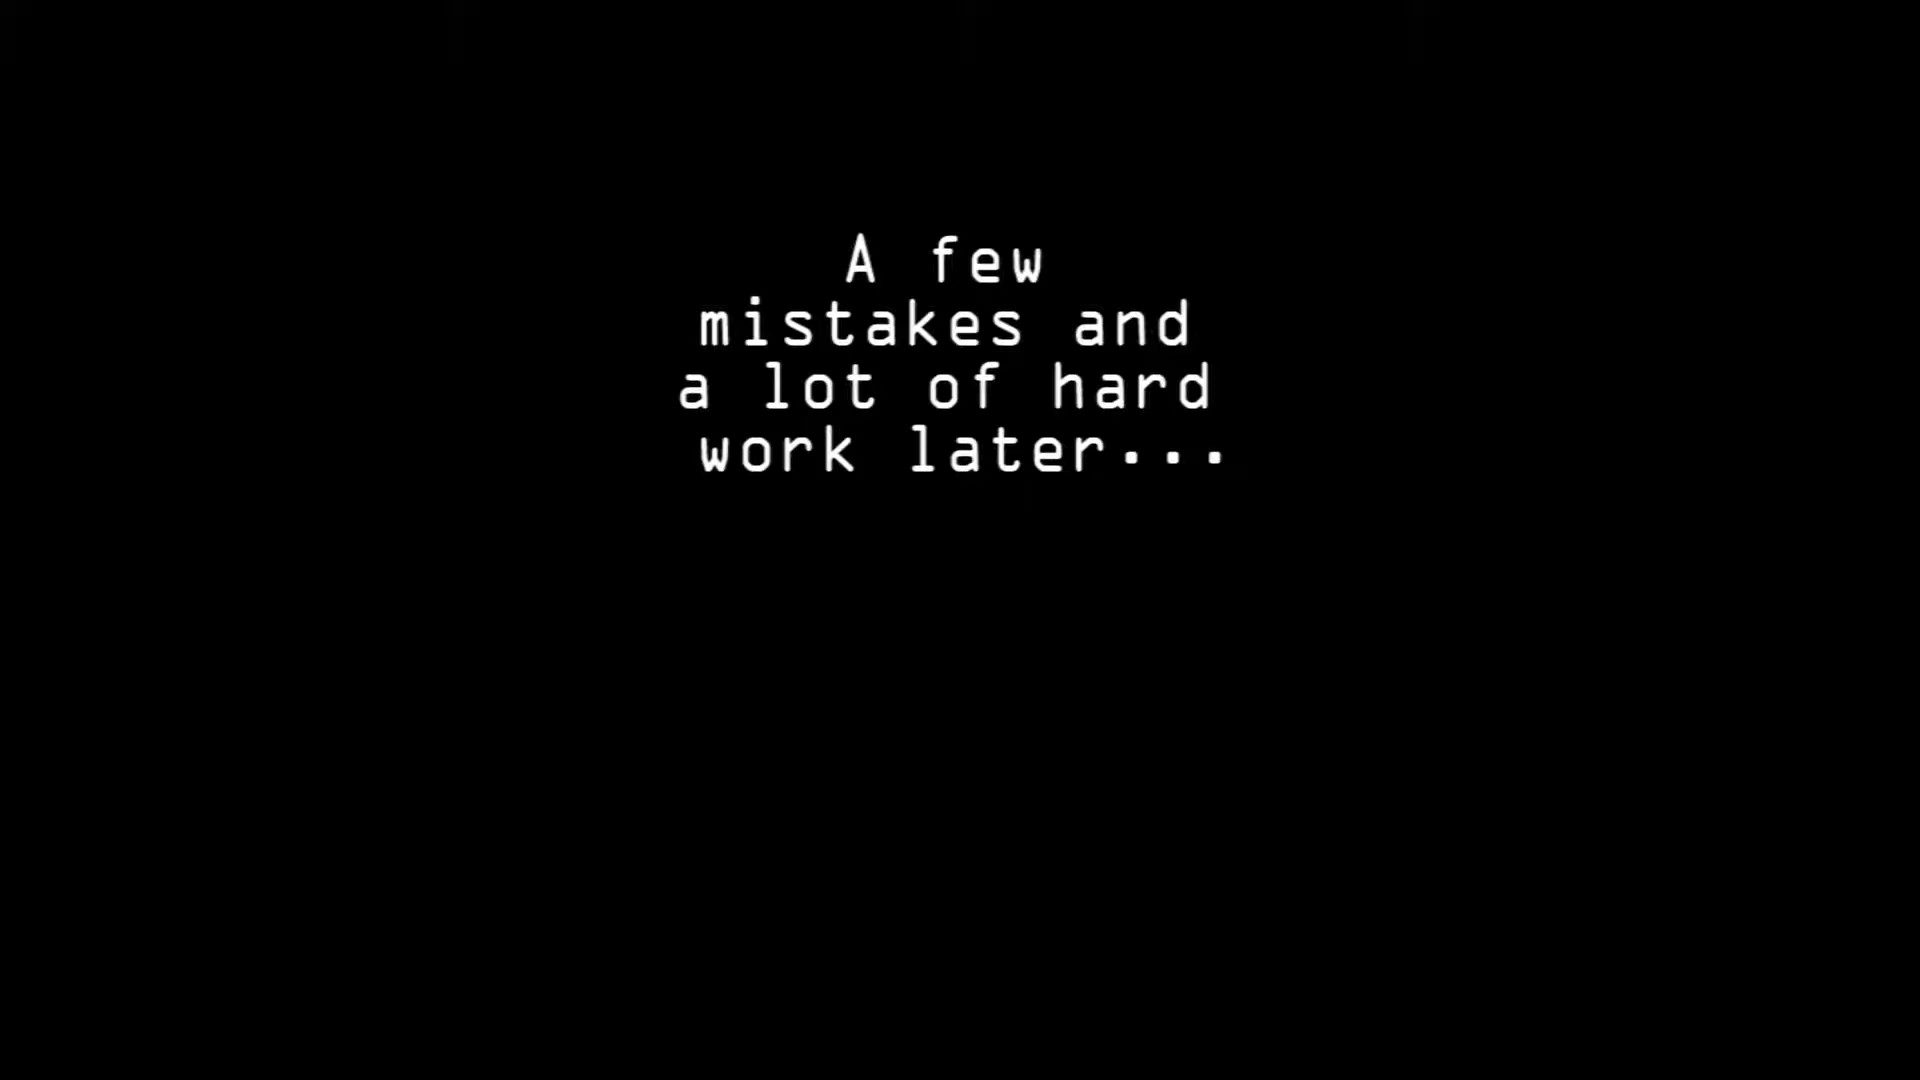 A few
mistakes and
a lot of hard
work later...